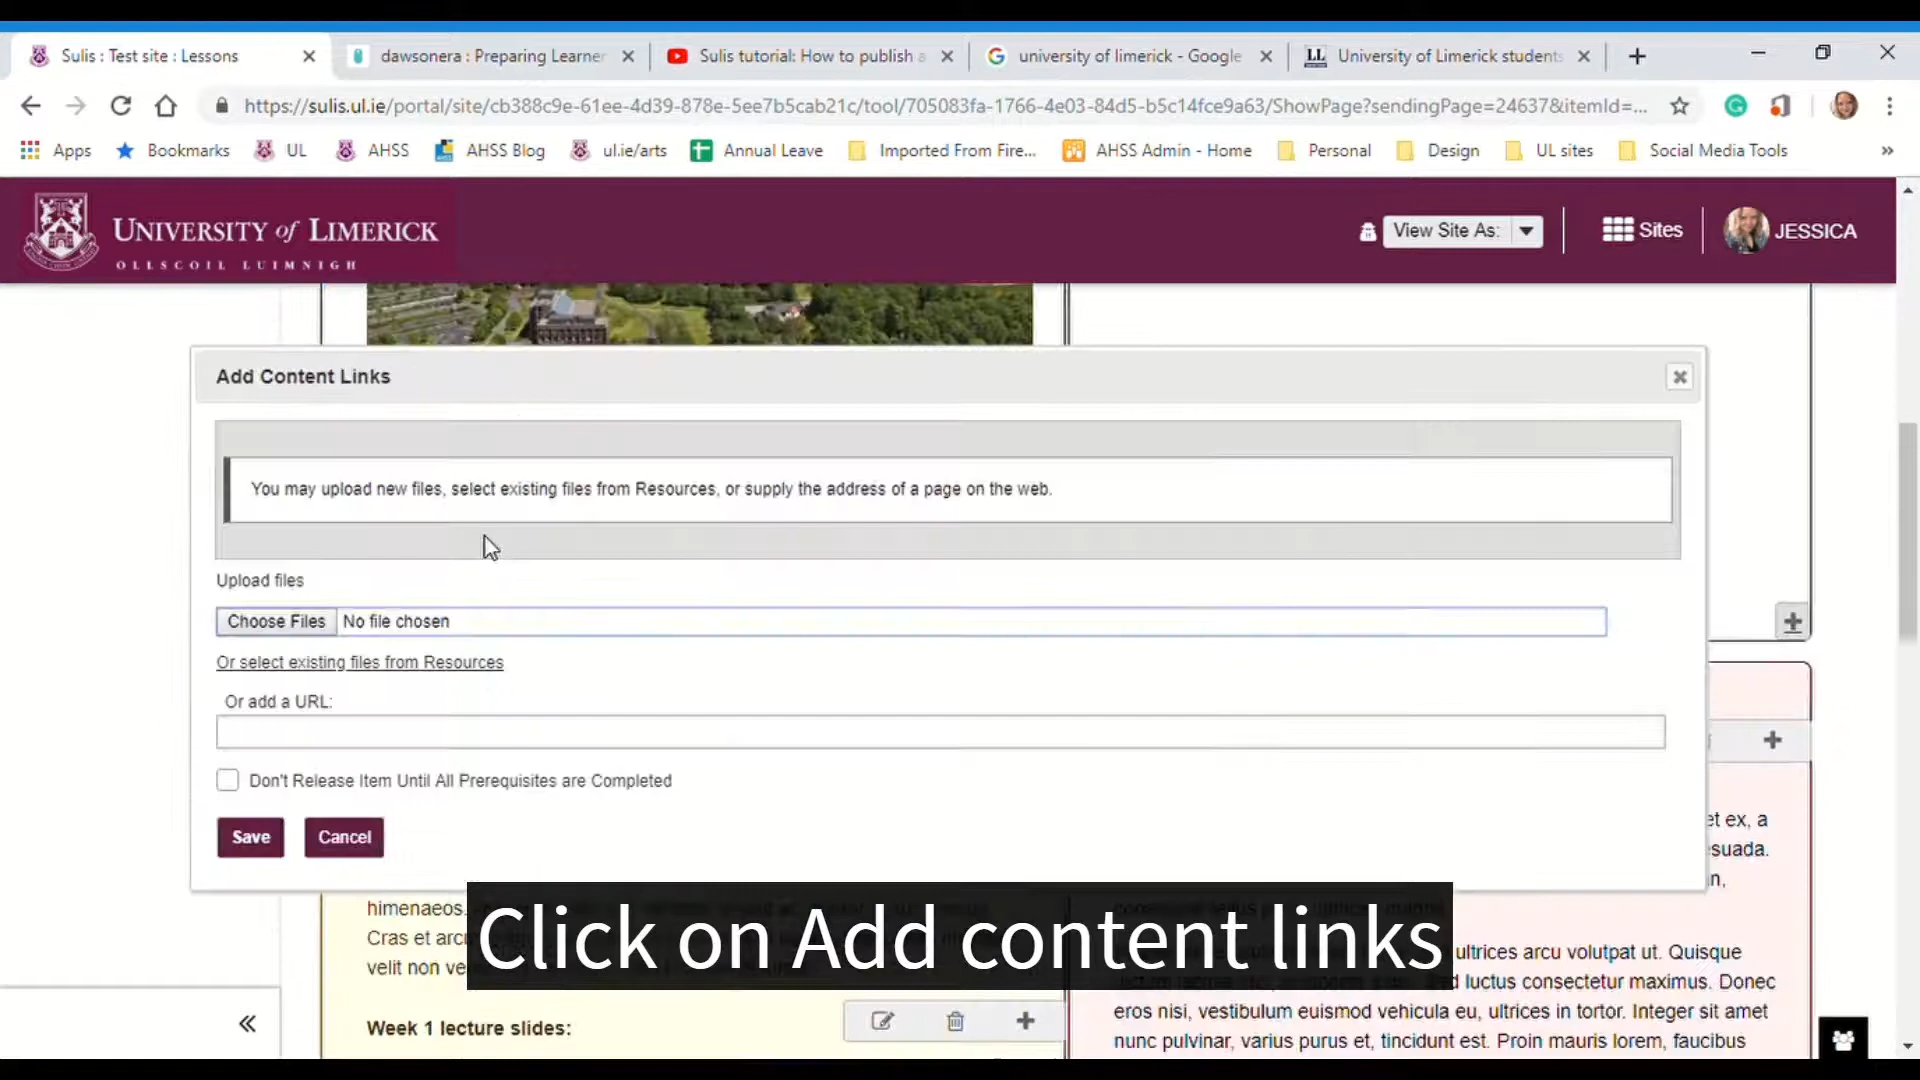 Sulis : Test site : Lessons
dawsonera : Preparing Learner
Sulis tutorial: How to publish a
university of limerick - Google
University of Limerick students
https://sulis.ul.ie/portal/site/cb388c9e-61ee-4d39-878e-5ee7b5cab21c/tool/705083fa-1766-4e03-84d5-b5c14fce9a63/ShowPage?sendingPage=24637&itemId=...
Apps
Bookmarks
UL
AHSS
AHSS Blog
ul.ie/arts
Annual Leave
Imported From Fire...
AHSS Admin - Home
Personal
Design
UL sites
Social Media Tools
»
UNIVERSITY of LIMERICK
OLLSCOIL LUIMNIGH
View Site As:
Sites
JESSICA
Add Content Links
You may upload new files, select existing files from Resources, or supply the address of a page on the web.
Upload files
Choose Files No file chosen
Or select existing files from Resources
Or add a URL:
Don't Release Item Until All Prerequisites are Completed
Save
Cancel
himenaeos.
Cras et arcu
velit non ve
Week 1 lecture slides:
et ex, a
suada.
n,
ultrices arcu volutpat ut. Quisque
luctus consectetur maximus. Donec
eros nisi, vestibulum euismod vehicula eu, ultrices in tortor. Integer sit amet
nunc pulvinar, varius purus et, tincidunt est. Proin mauris lorem, faucibus
Click on Add content links